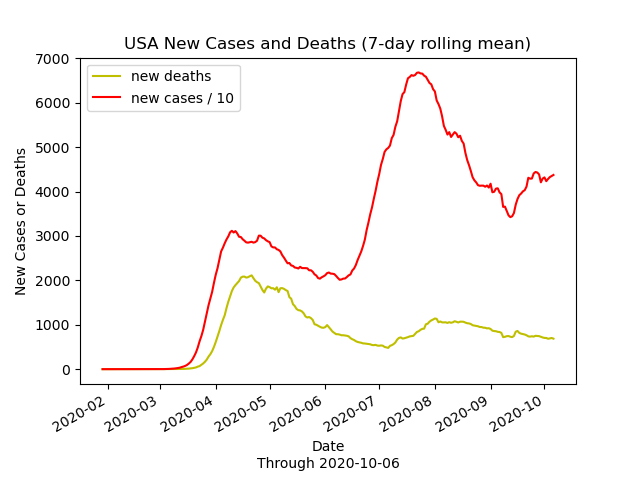 USA New Cases and Deaths (7-day rolling mean)
new deaths
new cases / 10
7000
6000
5000
4000
3000
2000
1000
0
New Cases or Deaths
2020-02
2020-03
2020-04
2020-05
2020-06
2020-07
2020-08
2020-09
2020-10
Date
Through 2020-10-06